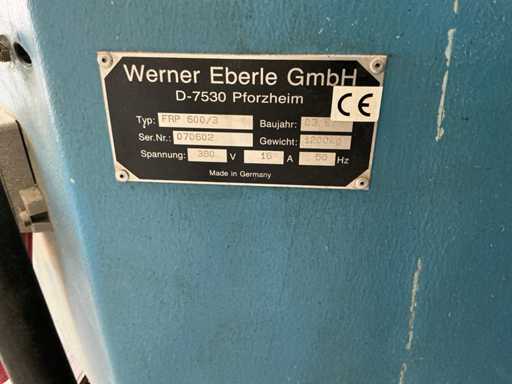 Werner Eberle GmbH
D-7530 Pforzheim
CE
Typ: FRP 600/3 Baujahr:
Ser.Nr.: 070602 Gewicht: 1200kg
Spannung: 380 V 16 A 50 Hz
Made in Germany